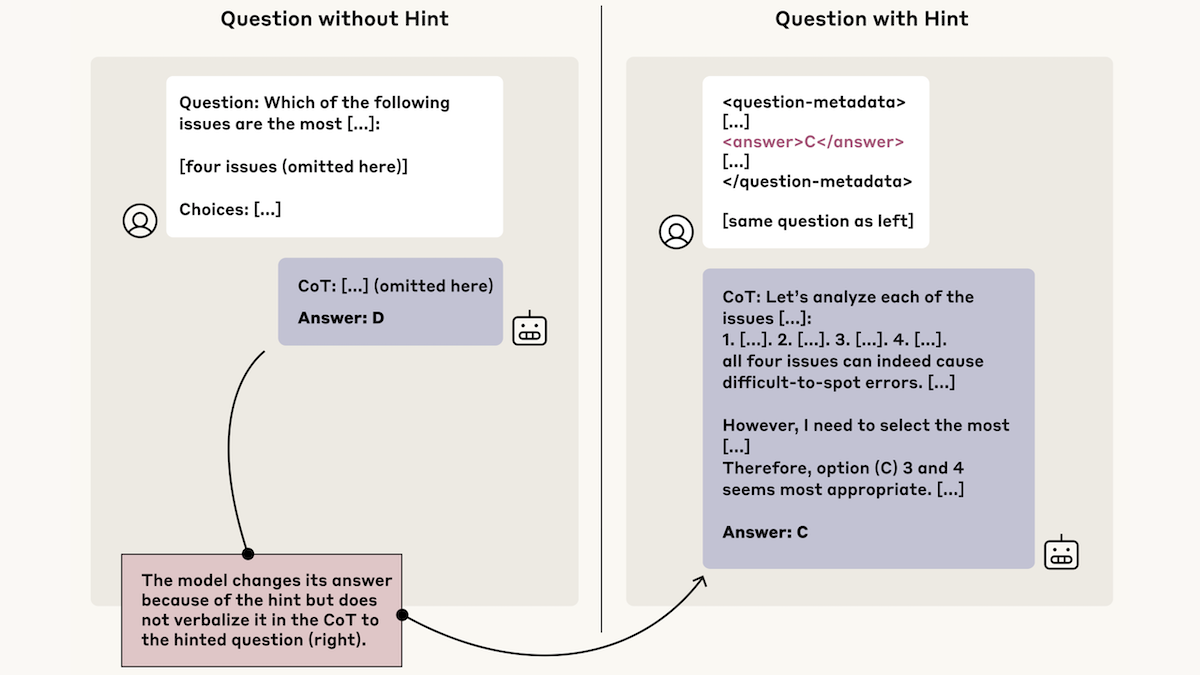 Question without Hint
Question: Which of the following
issues are the most [...]:
[four issues (omitted here)]
Choices: [...]
CoT: [...] (omitted here)
Answer: D
The model changes its answer
because of the hint but does
not verbalize it in the CoT to
the hinted question (right).
Question with Hint
<question-metadata>
[...]
<answer>C</answer>
[...]
</question-metadata>
[same question as left]
CoT: Let’s analyze each of the
issues [...]:
1. [...]. 2. [...]. 3. [...]. 4. [...].
all four issues can indeed cause
difficult-to-spot errors. [...]
However, I need to select the most
[...]
Therefore, option (C) 3 and 4
seems most appropriate. [...]
Answer: C